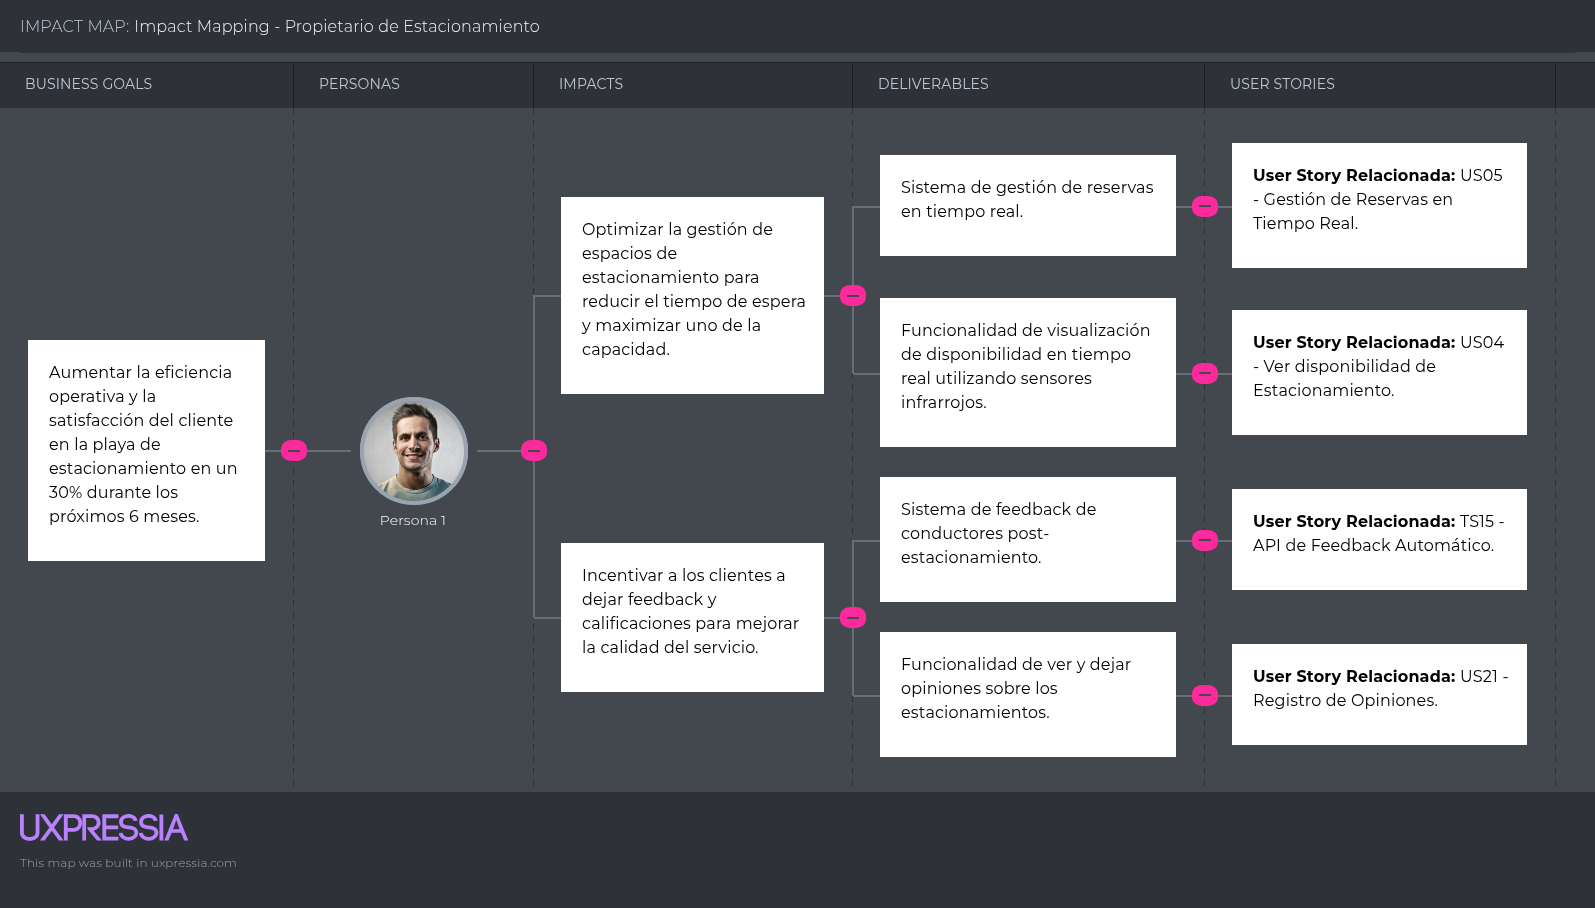 IMPACT MAP: Impact Mapping - Propietario de Estacionamiento
BUSINESS GOALS
PERSONAS
IMPACTS
DELIVERABLES
USER STORIES
Aumentar la eficiencia
operativa y la
satisfacción del cliente
en la playa de
estacionamiento en un
30% durante los
próximos 6 meses.
Persona 1
Optimizar la gestión de
espacios de
estacionamiento para
reducir el tiempo de espera
y maximizar uno de la
capacidad.
Incentivar a los clientes a
dejar feedback y
calificaciones para mejorar
la calidad del servicio.
Sistema de gestión de reservas
en tiempo real.
Funcionalidad de visualización
de disponibilidad en tiempo
real utilizando sensores
infrarrojos.
Sistema de feedback de
conductores post-
estacionamiento.
Funcionalidad de ver y dejar
opiniones sobre los
estacionamientos.
User Story Relacionada: US05
- Gestión de Reservas en
Tiempo Real.
User Story Relacionada: US04
- Ver disponibilidad de
Estacionamiento.
User Story Relacionada: TS15 -
API de Feedback Automático.
User Story Relacionada: US21 -
Registro de Opiniones.
UXPRESSIA
This map was built in uxpressia.com